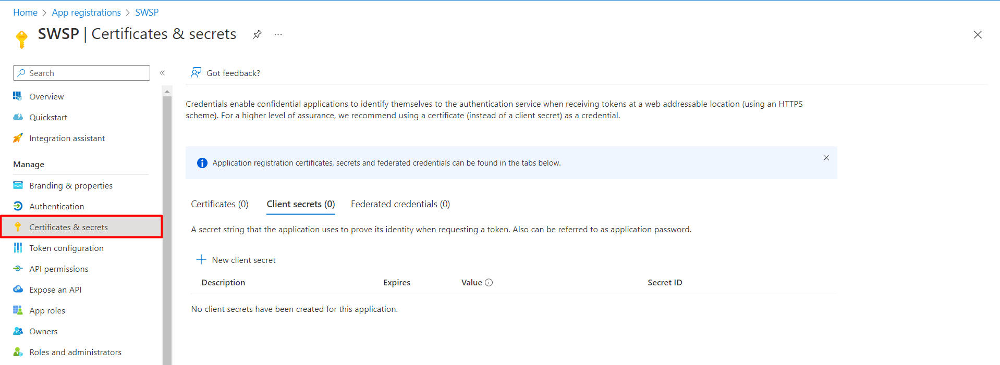 Home > App registrations > SWSP
SWSP | Certificates & secrets
Search
Overview
Quickstart
Integration assistant
Manage
Branding & properties
Authentication
Certificates & secrets
Token configuration
API permissions
Expose an API
App roles
Owners
Roles and administrators
Got feedback?
Credentials enable confidential applications to identify themselves to the authentication service when receiving tokens at a web addressable location (using an HTTPS
scheme). For a higher level of assurance, we recommend using a certificate (instead of a client secret) as a credential.
Application registration certificates, secrets and federated credentials can be found in the tabs below.
Certificates (0) Client secrets (0) Federated credentials (0)
A secret string that the application uses to prove its identity when requesting a token. Also can be referred to as application password.
New client secret
Description Expires Value Secret ID
No client secrets have been created for this application.